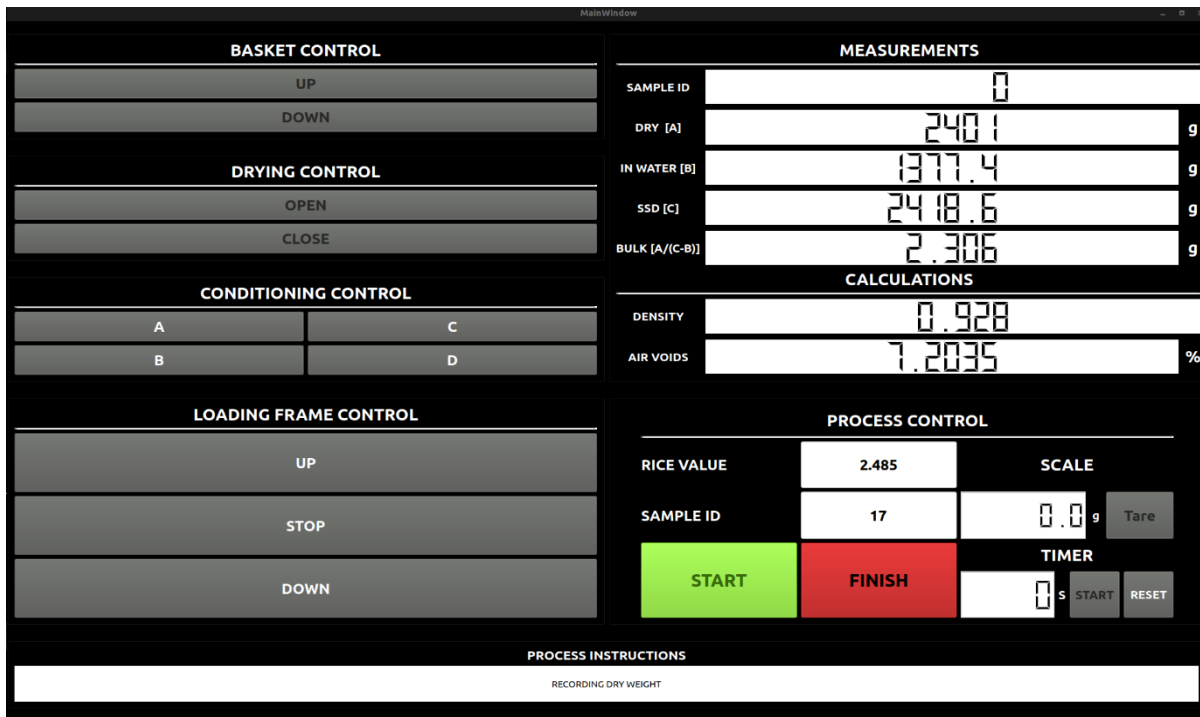 MainWindow
BASKET CONTROL
UP
DOWN
DRYING CONTROL
OPEN
CLOSE
CONDITIONING CONTROL
A C
B D
LOADING FRAME CONTROL
UP
STOP
DOWN
MEASUREMENTS
SAMPLE ID 0
DRY [A] 2401 g
IN WATER [B] 1377.4 g
SSD [C] 2418.6 g
BULK [A/(C-B)] 2.306 g
CALCULATIONS
DENSITY 0.928
AIR VOIDS 7.2035 %
PROCESS CONTROL
RICE VALUE 2.485 SCALE
SAMPLE ID 17 0.0 g Tare
START FINISH TIMER
0 s START RESET
PROCESS INSTRUCTIONS
RECORDING DRY WEIGHT